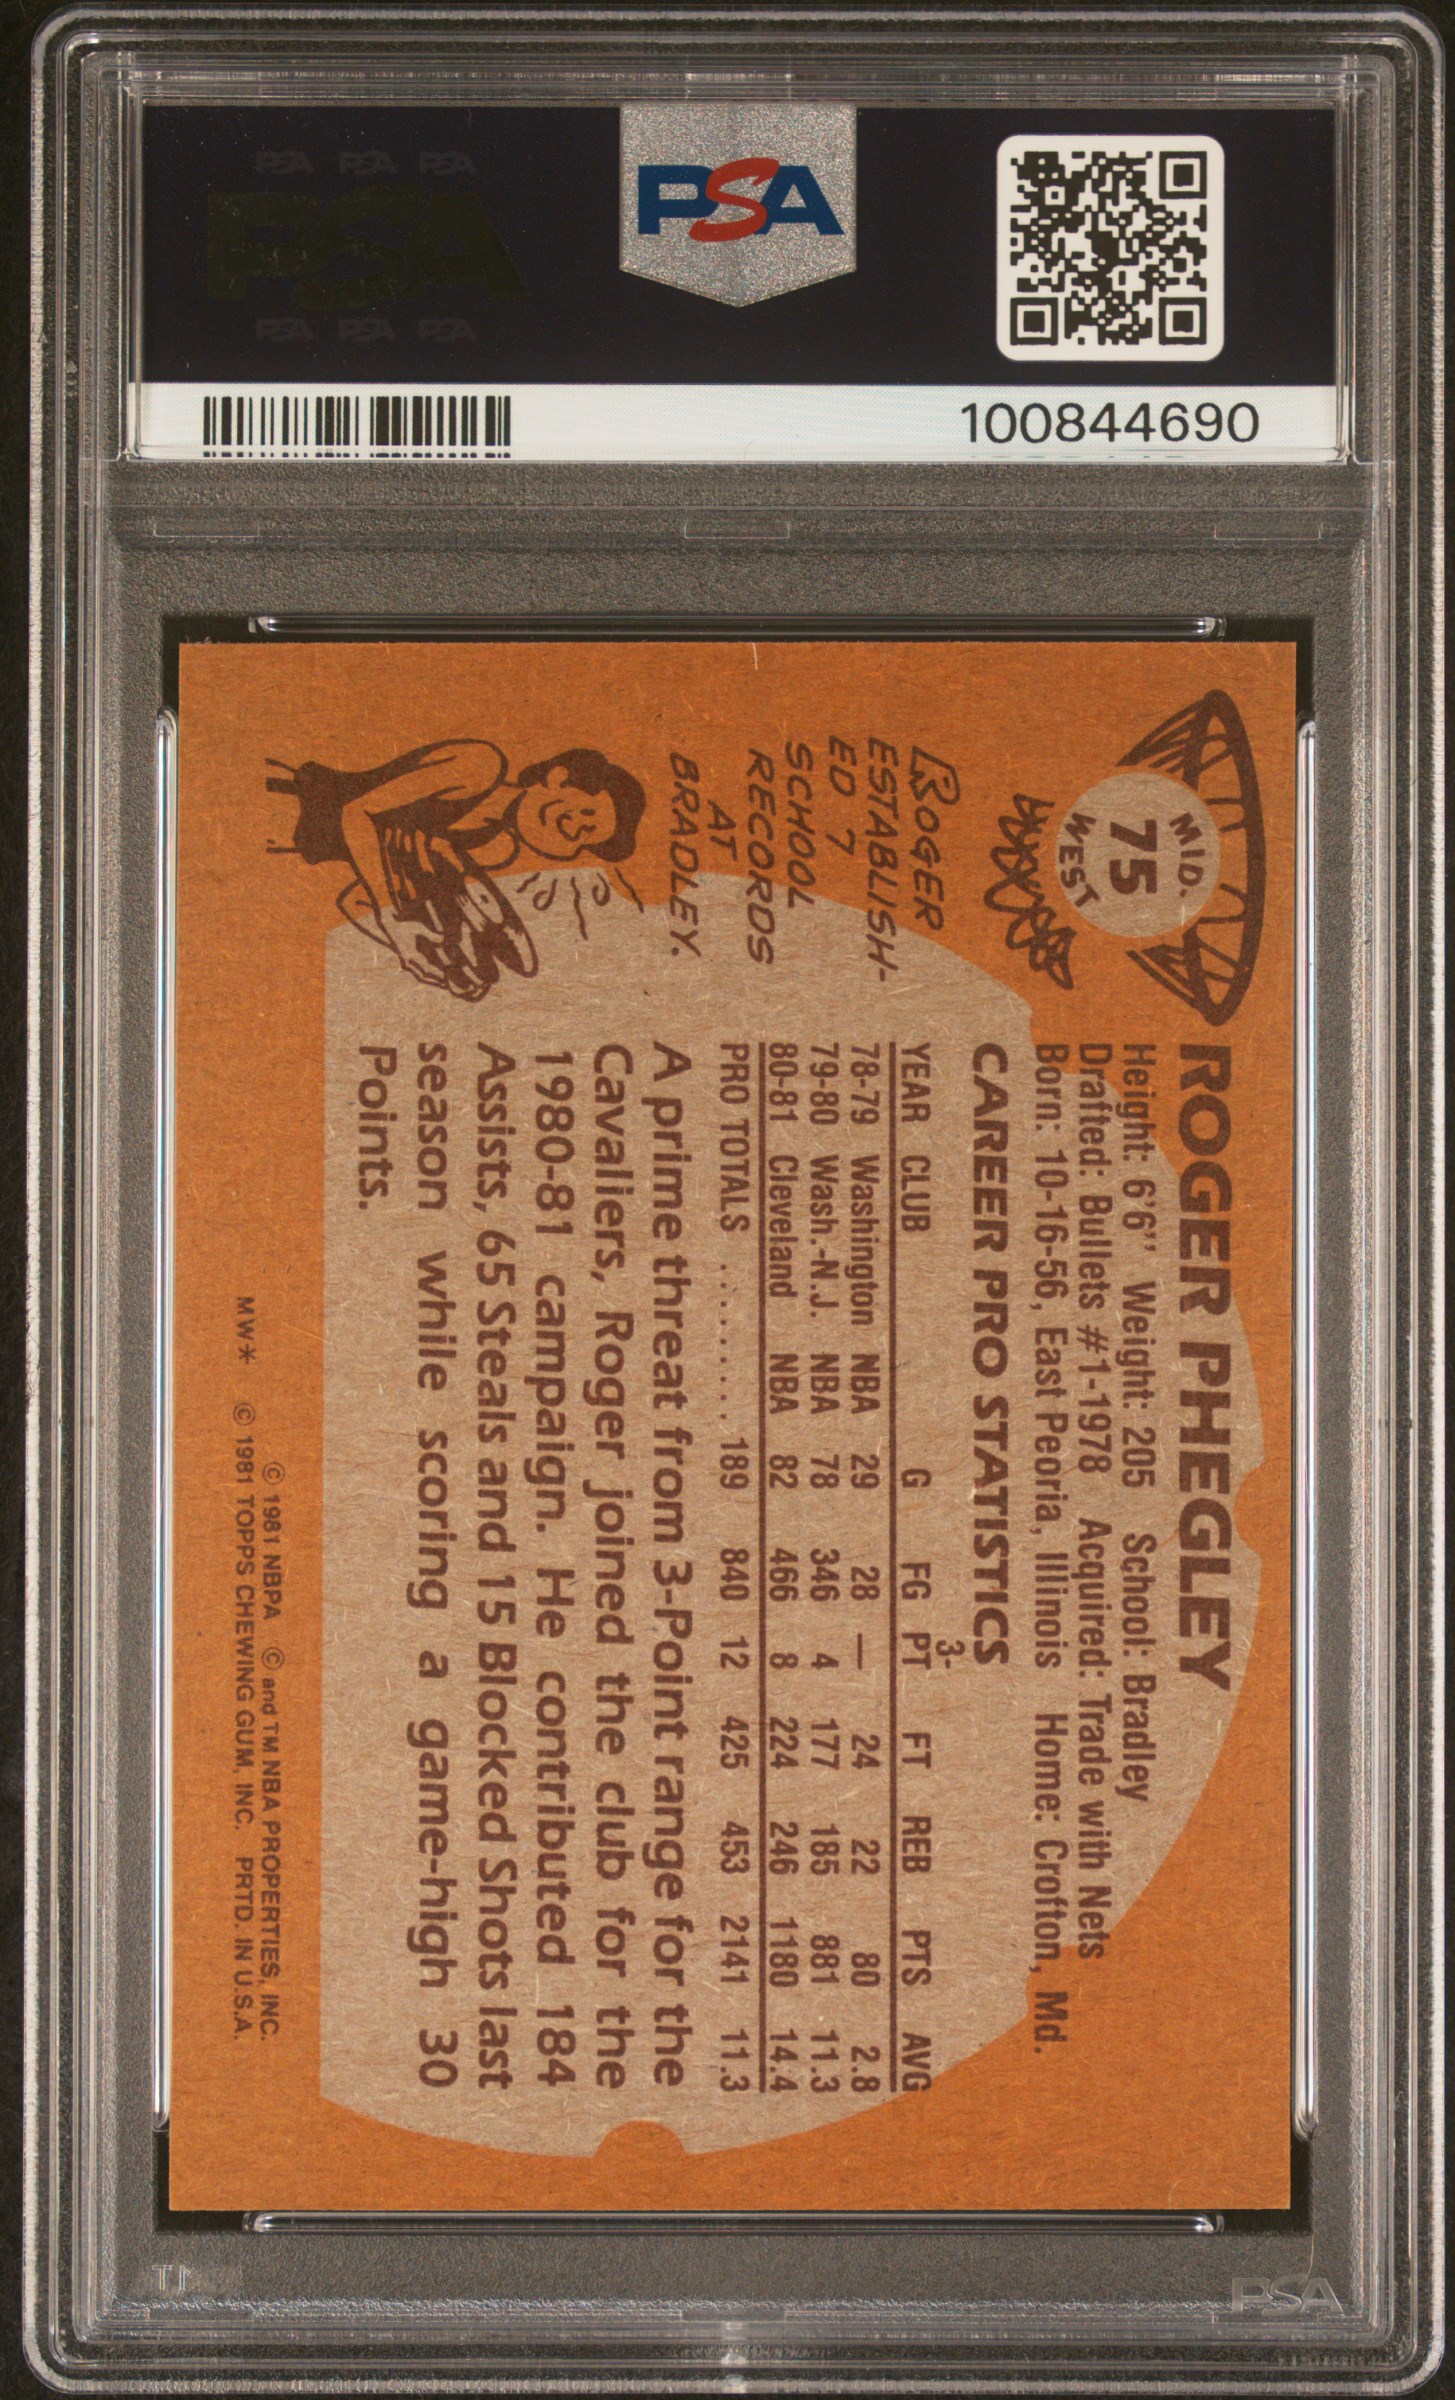 PSA PSA PSA
PSA
PSA PSA PSA
PSA
100844690
MID.
75
WEST
ROGER PHEGLEY
Height: 6'6'' Weight: 205 School: Bradley
Drafted: Bullets #1-1978 Acquired: Trade with Nets
Born: 10-16-56, East Peoria, Illinois Home: Crofton, Md.
CAREER PRO STATISTICS
3-
YEAR CLUB G FG PT FT REB PTS AVG
78-79 Washington NBA 29 28 — 24 22 80 2.8
79-80 Wash.-N.J. NBA 78 346 4 177 185 881 11.3
80-81 Cleveland NBA 82 466 8 224 246 1180 14.4
PRO TOTALS ........ 189 840 12 425 453 2141 11.3
A prime threat from 3-Point range for the
Cavaliers, Roger joined the club for the
1980-81 campaign. He contributed 184
Assists, 65 Steals and 15 Blocked Shots last
season while scoring a game-high 30
Points.
ROGER
ESTABLISH-
ED 7
SCHOOL
RECORDS
AT
BRADLEY.
© 1981 NBPA © and TM NBA PROPERTIES, INC.
MW* © 1981 TOPPS CHEWING GUM, INC. PRTD. IN U.S.A.
PSA